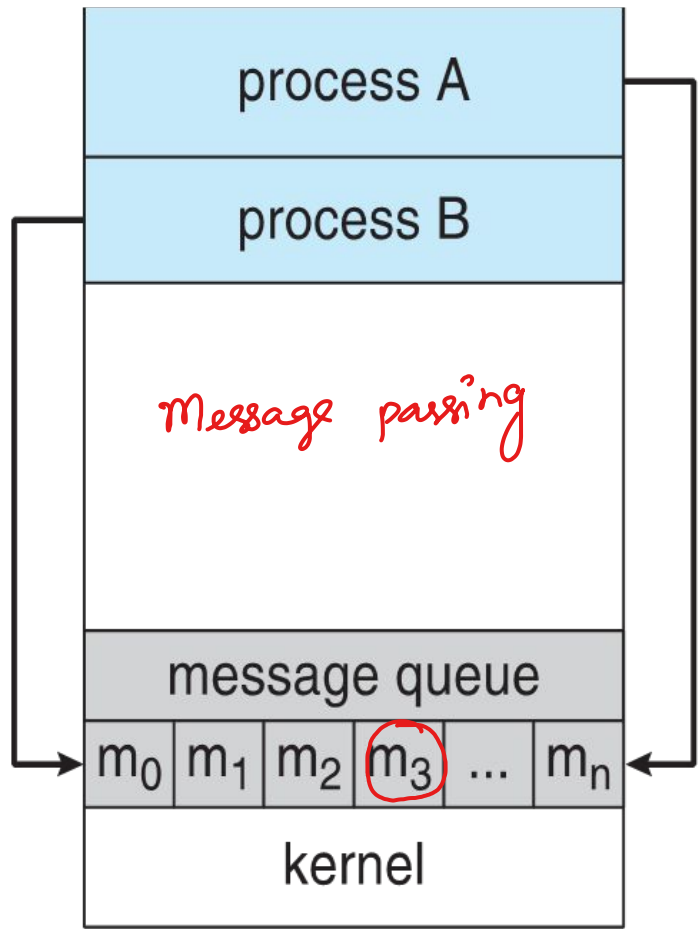 process A
process B
Message passing
message queue
m₀ m₁ m₂ m₃ ... mₙ
kernel